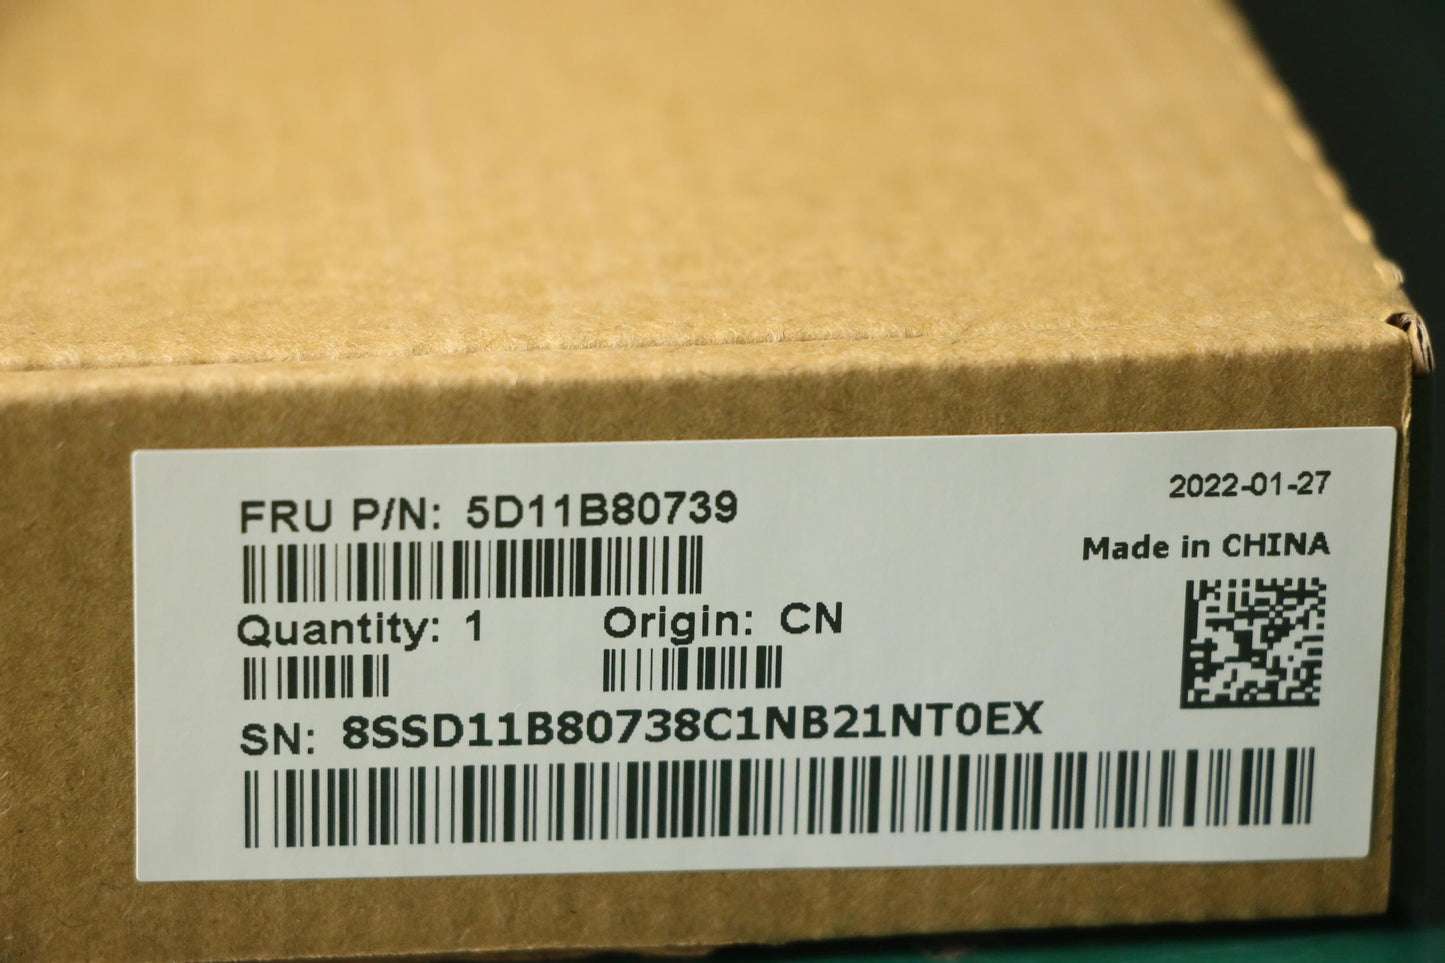 FRU P/N: 5D11B80739
2022-01-27
Made in CHINA
Quantity: 1
Origin: CN
SN: 8SSD11B80738C1NB21NT0EX